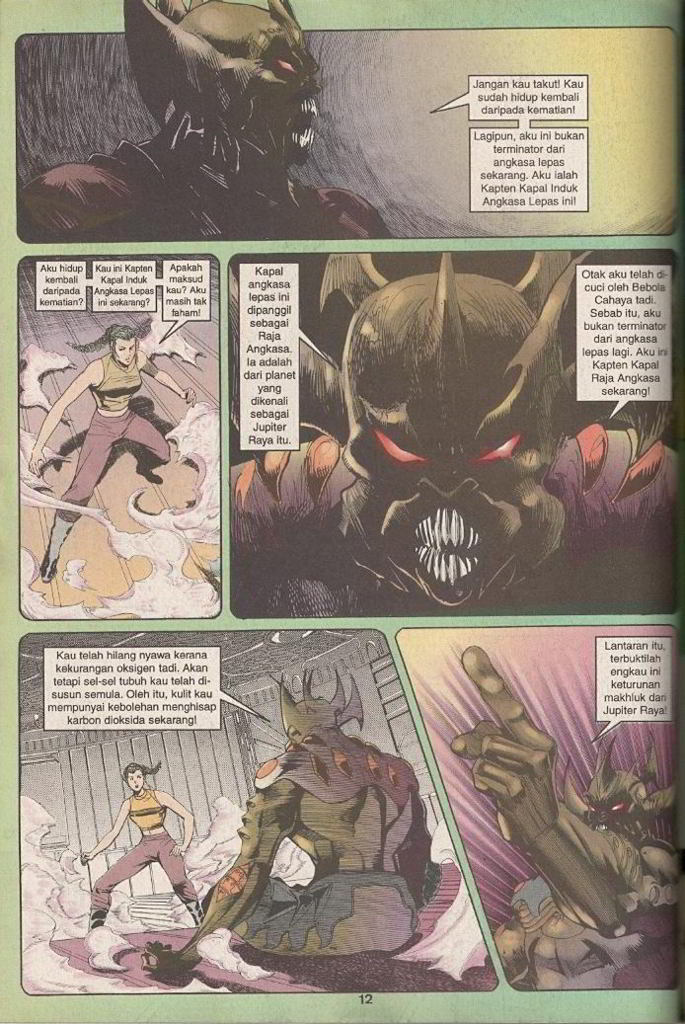 Jangan kau takut! Kau
sudah hidup kembali
daripada kematian!
Lagipun, aku ini bukan
terminator dari
angkasa lepas
sekarang. Aku ialah
Kapten Kapal Induk
Angkasa Lepas ini!
Aku hidup
kembali
daripada
kematian?
Kau ini Kapten
Kapal Induk
Angkasa Lepas
ini sekarang?
Apakah
maksud
kau? Aku
masih tak
faham!
Kapal
angkasa
lepas ini
dipanggil
sebagai
Raja
Angkasa.
Ia adalah
dari planet
yang
dikenali
sebagai
Jupiter
Raya itu.
Otak aku telah di-
cuci oleh Bebola
Cahaya tadi.
Sebab itu, aku
bukan terminator
dari angkasa
lepas lagi. Aku ini
Kapten Kapal
Raja Angkasa
sekarang!
Kau telah hilang nyawa kerana
kekurangan oksigen tadi. Akan
tetapi sel-sel tubuh kau telah di-
susun semula. Oleh itu, kulit kau
mempunyai kebolehan menghisap
karbon dioksida sekarang!
Lantaran itu,
terbuktilah
engkau ini
keturunan
makhluk dari
Jupiter Raya!
12